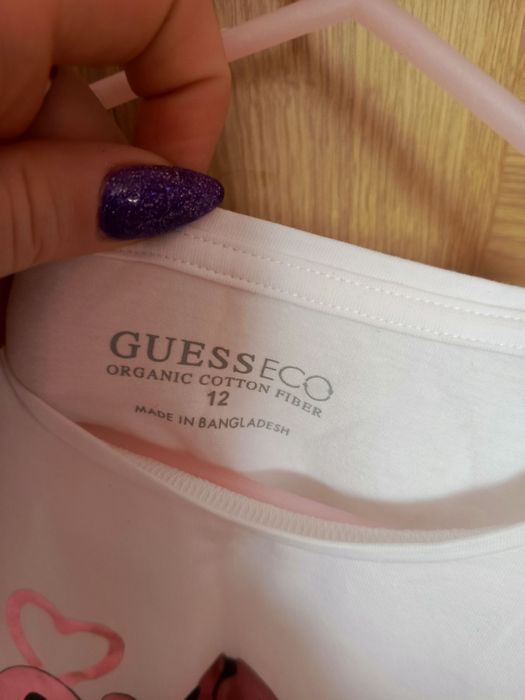 GUESSECO
ORGANIC COTTON FIBER
12
MADE IN BANGLADESH